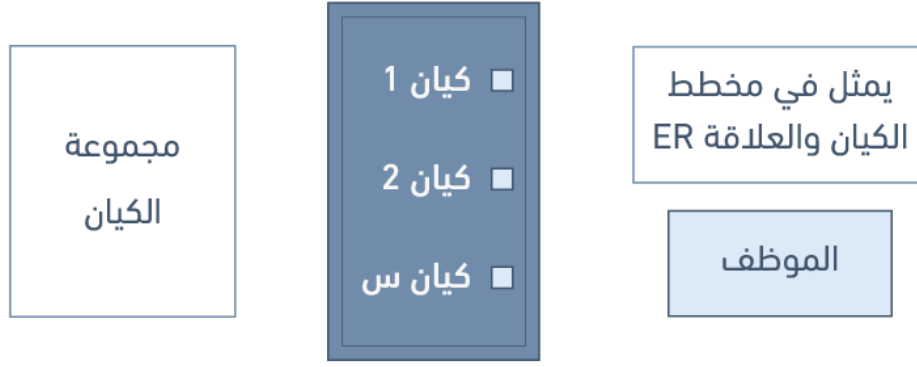 يمثل في مخطط
الكيان والعلاقة ER
الموظف
كيان 1
كيان 2
كيان س
مجموعة
الكيان